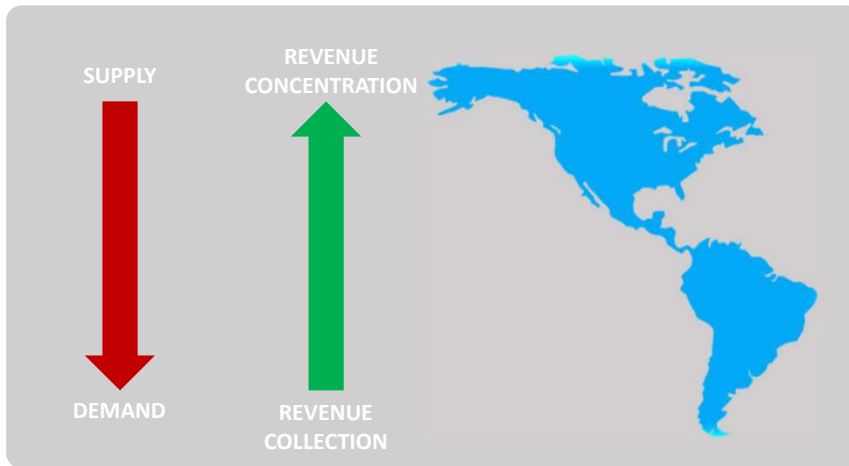 SUPPLY
REVENUE
CONCENTRATION
DEMAND
REVENUE
COLLECTION